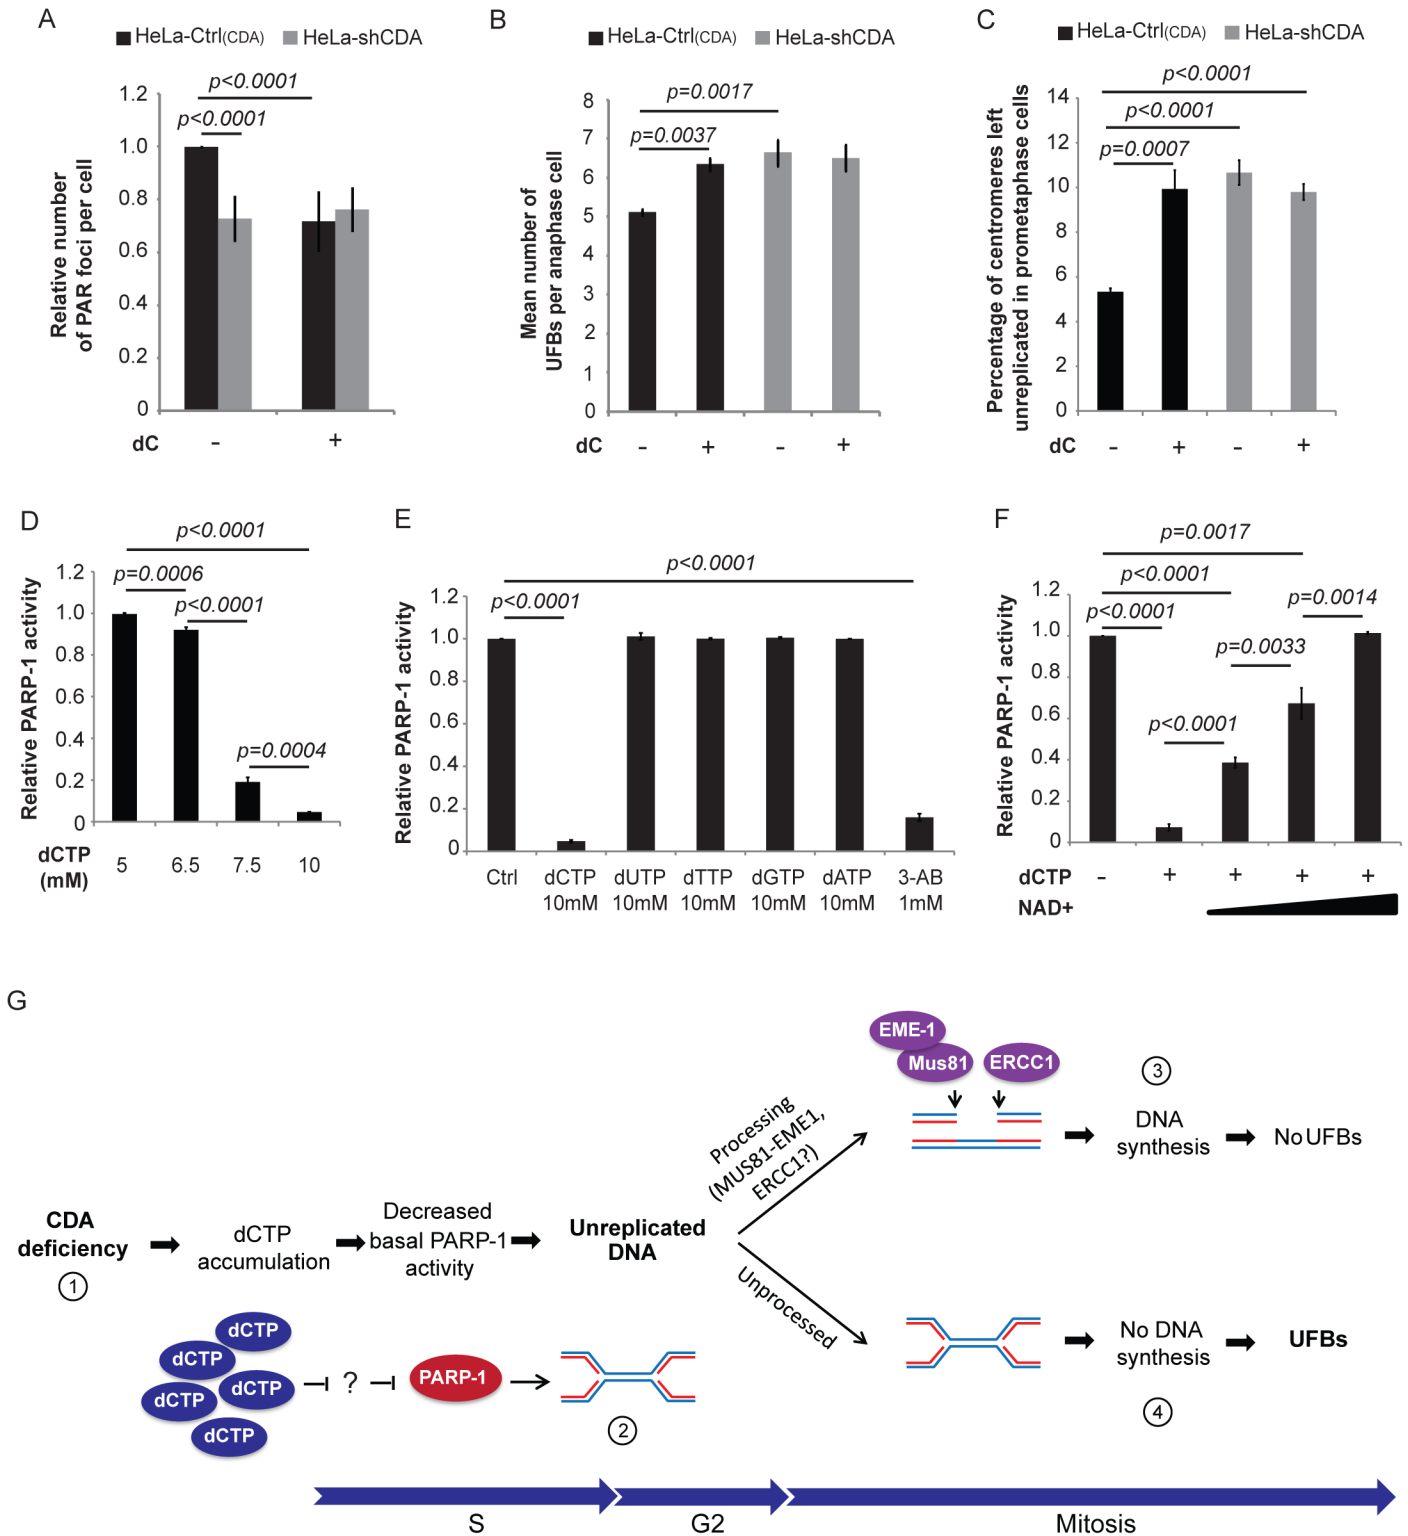 A
HeLa-Ctrl(CDA) HeLa-shCDA
p<0.0001
p<0.0001
Relative number
of PAR foci per cell
1.2
1.0
0.8
0.6
0.4
0.2
0
dC - +
B
HeLa-Ctrl(CDA) HeLa-shCDA
p=0.0017
p=0.0037
Mean number of
UFBs per anaphase cell
8
7
6
5
4
3
2
1
0
dC - + - +
C
HeLa-Ctrl(CDA) HeLa-shCDA
p<0.0001
p<0.0001
p=0.0007
Percentage of centromeres left
unreplicated in prometaphase cells
14
12
10
8
6
4
2
0
dC - + - +
D
p<0.0001
p=0.0006
p<0.0001
p=0.0004
Relative PARP-1 activity
1.2
1.0
0.8
0.6
0.4
0.2
0
dCTP
(mM)
5 6.5 7.5 10
E
p<0.0001
p<0.0001
Relative PARP-1 activity
1.2
1.0
0.8
0.6
0.4
0.2
0
Ctrl dCTP dUTP dTTP dGTP dATP 3-AB
10mM 10mM 10mM 10mM 10mM 1mM
F
p=0.0017
p<0.0001
p<0.0001
p=0.0014
p=0.0033
p<0.0001
Relative PARP-1 activity
1.2
1.0
0.8
0.6
0.4
0.2
0
dCTP - + + + +
NAD+
G
CDA
deficiency
1
dCTP
accumulation
Decreased
basal PARP-1
activity
Unreplicated
DNA
Processing
(MUS81-EME1,
ERCC1?)
Unprocessed
EME-1
Mus81
ERCC1
3
DNA
synthesis
No UFBs
No DNA
synthesis
UFBs
4
dCTP
dCTP
dCTP
dCTP
dCTP
?
PARP-1
2
S
G2
Mitosis